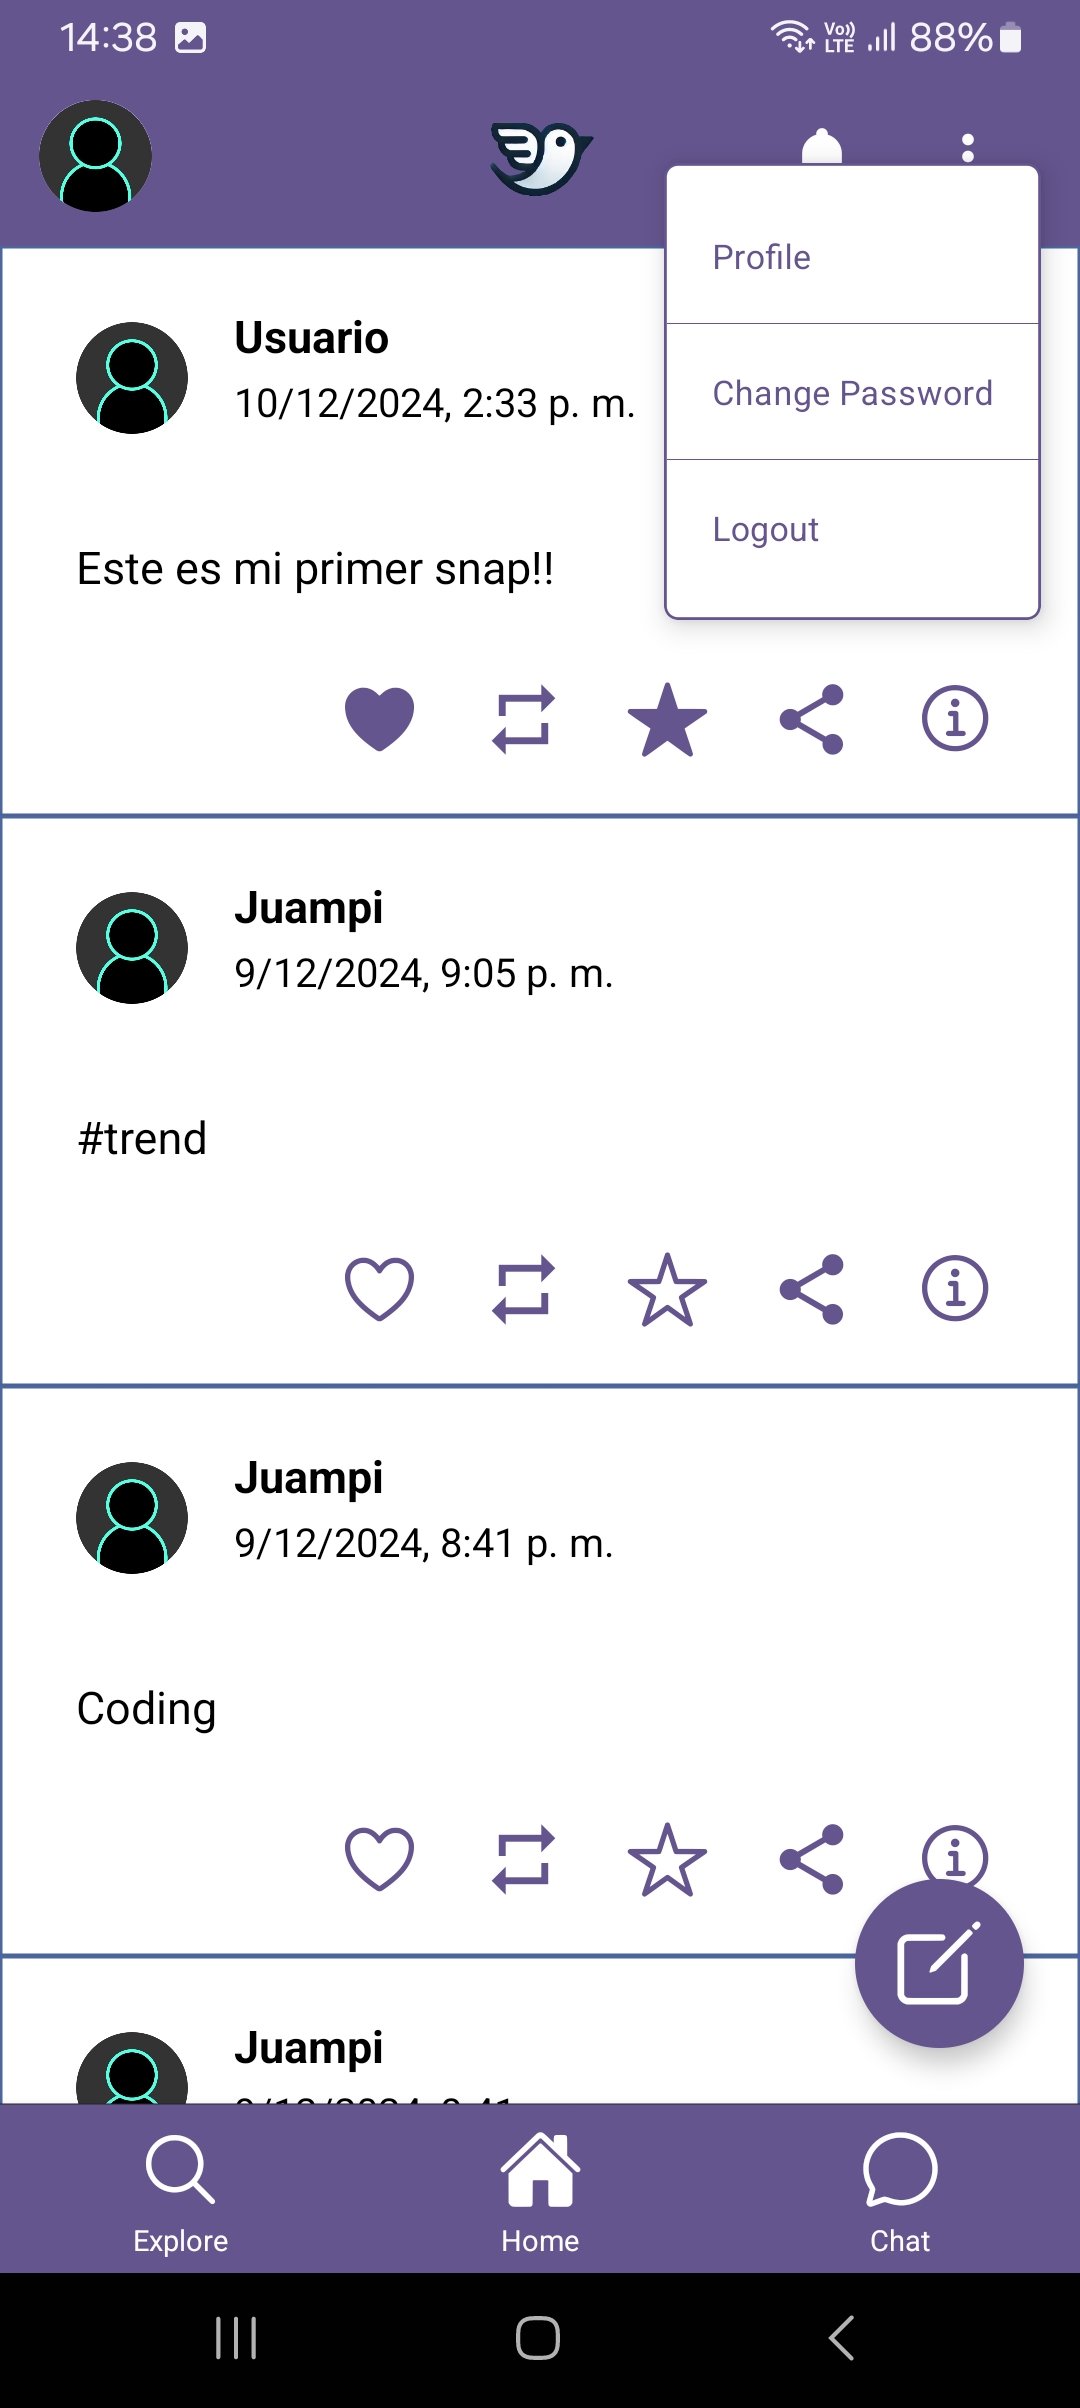 14:38
Vo)) LTE 88%
Profile
Change Password
Logout
Usuario
10/12/2024, 2:33 p. m.
Este es mi primer snap!!
Juampi
9/12/2024, 9:05 p. m.
#trend
Juampi
9/12/2024, 8:41 p. m.
Coding
Juampi
Explore
Home
Chat